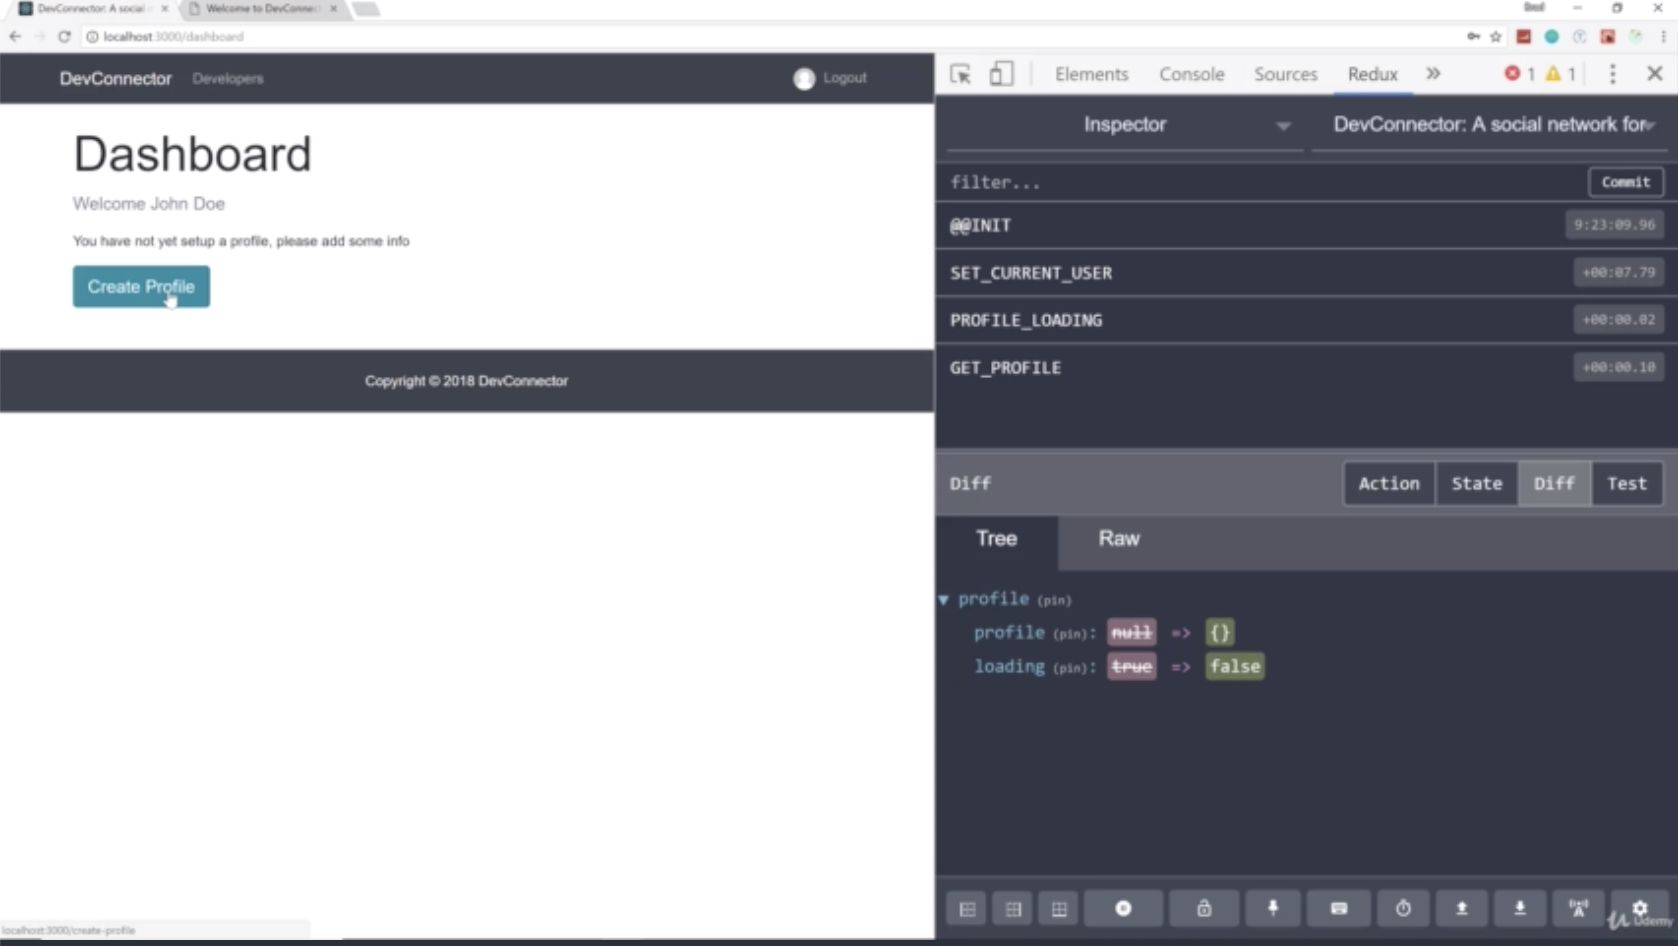 DevConnector: A social
Welcome to DevConnect
localhost:3000/dashboard
DevConnector Developers Logout
Dashboard
Welcome John Doe
You have not yet setup a profile, please add some info
Create Profile
Copyright © 2018 DevConnector
localhost:3000/create-profile
Elements Console Sources Redux » 1 1
Inspector DevConnector: A social network for
filter... Commit
@@INIT 9:23:09.96
SET_CURRENT_USER +00:07.79
PROFILE_LOADING +00:00.02
GET_PROFILE +00:00.10
Diff Action State Diff Test
Tree Raw
profile (pin)
profile (pin): null => {}
loading (pin): true => false
Udemy